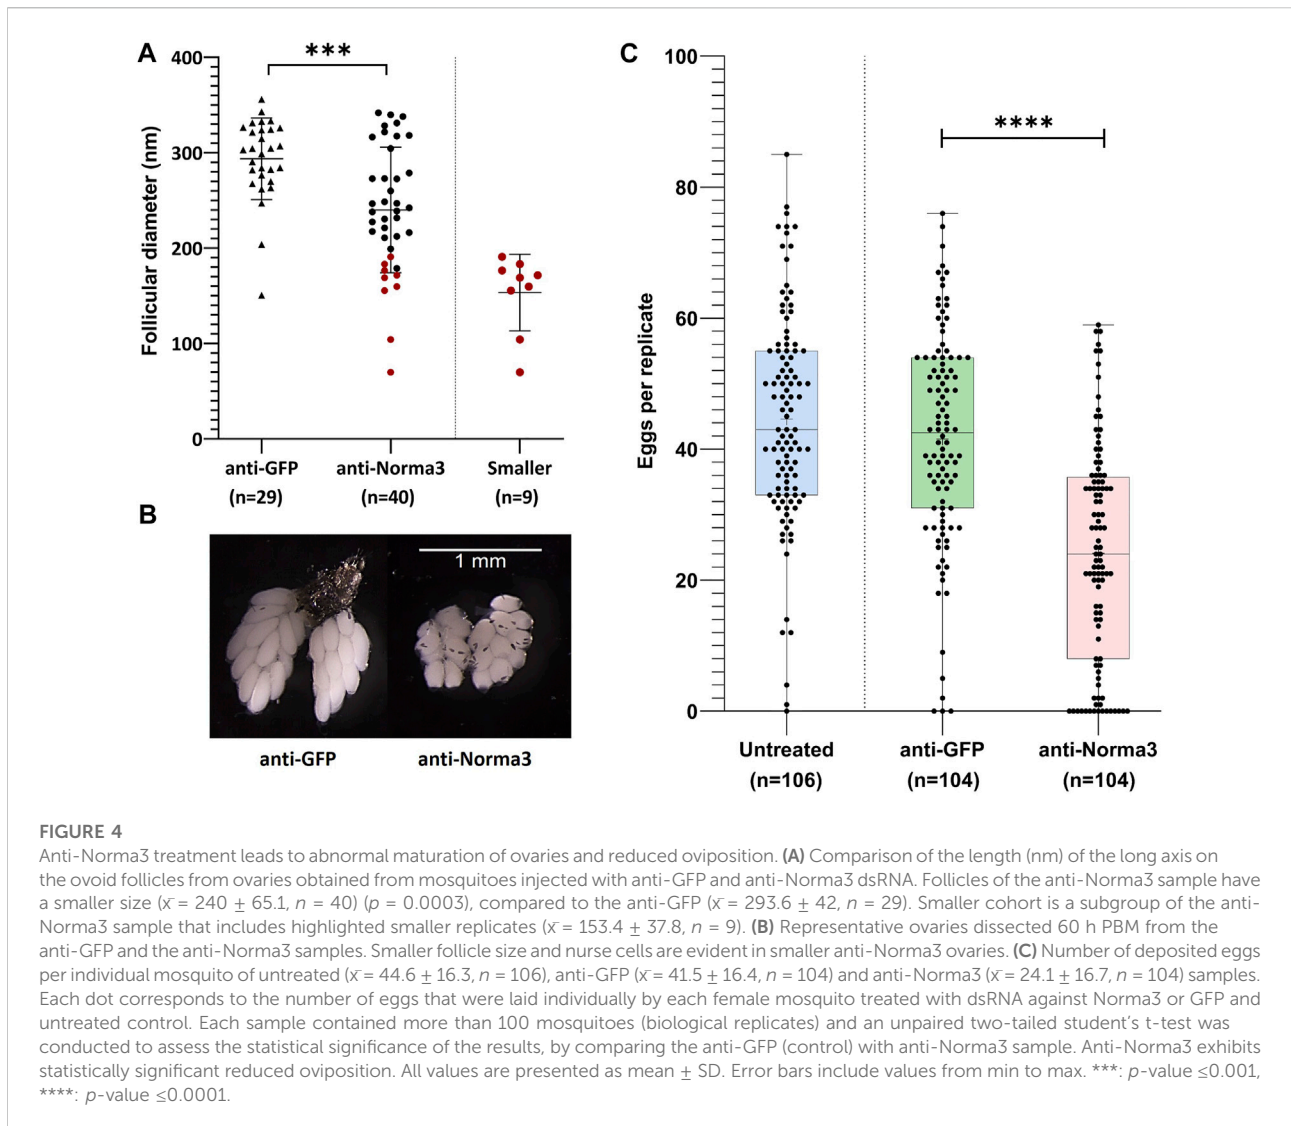 A
***
400
300
200
100
0
Follicular diameter (nm)
anti-GFP
(n=29)
anti-Norma3
(n=40)
Smaller
(n=9)
B
1 mm
anti-GFP
anti-Norma3
C
****
100
80
60
40
20
0
Eggs per replicate
Untreated
(n=106)
anti-GFP
(n=104)
anti-Norma3
(n=104)
FIGURE 4
Anti-Norma3 treatment leads to abnormal maturation of ovaries and reduced oviposition. (A) Comparison of the length (nm) of the long axis on
the ovoid follicles from ovaries obtained from mosquitoes injected with anti-GFP and anti-Norma3 dsRNA. Follicles of the anti-Norma3 sample have
a smaller size (x̄ = 240 ± 65.1, n = 40) (p = 0.0003), compared to the anti-GFP (x̄ = 293.6 ± 42, n = 29). Smaller cohort is a subgroup of the anti-
Norma3 sample that includes highlighted smaller replicates (x̄ = 153.4 ± 37.8, n = 9). (B) Representative ovaries dissected 60 h PBM from the
anti-GFP and the anti-Norma3 samples. Smaller follicle size and nurse cells are evident in smaller anti-Norma3 ovaries. (C) Number of deposited eggs
per individual mosquito of untreated (x̄ = 44.6 ± 16.3, n = 106), anti-GFP (x̄ = 41.5 ± 16.4, n = 104) and anti-Norma3 (x̄ = 24.1 ± 16.7, n = 104) samples.
Each dot corresponds to the number of eggs that were laid individually by each female mosquito treated with dsRNA against Norma3 or GFP and
untreated control. Each sample contained more than 100 mosquitoes (biological replicates) and an unpaired two-tailed student's t-test was
conducted to assess the statistical significance of the results, by comparing the anti-GFP (control) with anti-Norma3 sample. Anti-Norma3 exhibits
statistically significant reduced oviposition. All values are presented as mean ± SD. Error bars include values from min to max. ***: p-value ≤0.001,
****: p-value ≤0.0001.